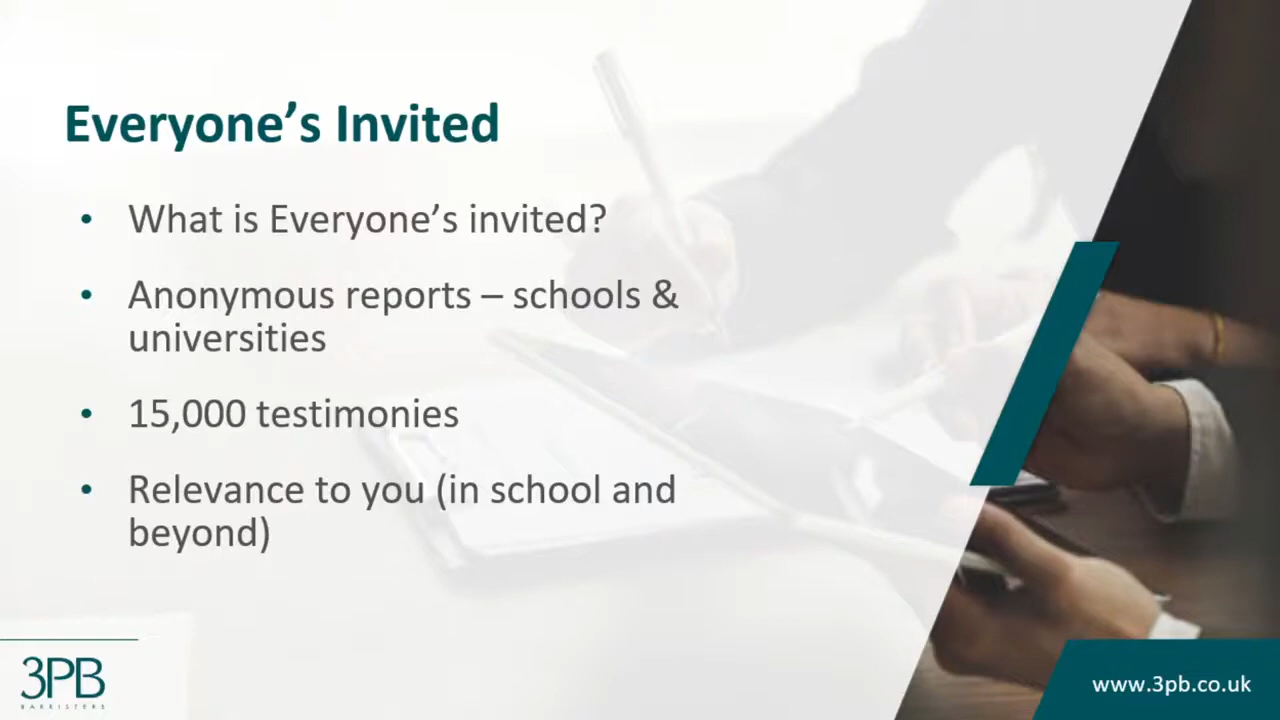 Everyone’s Invited
• What is Everyone’s invited?
• Anonymous reports – schools &
universities
• 15,000 testimonies
• Relevance to you (in school and
beyond)
3PB
BARRISTERS
www.3pb.co.uk